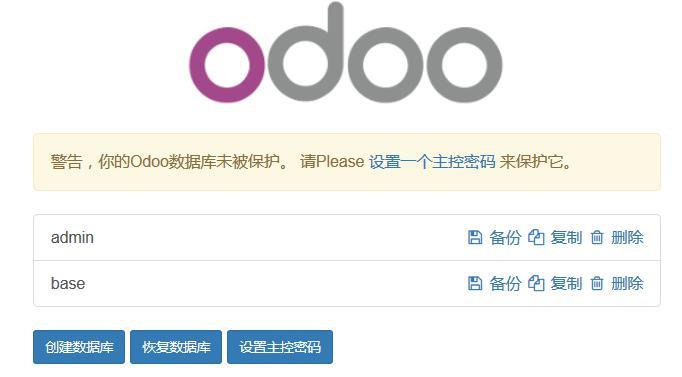 odoo
警告，你的Odoo数据库未被保护。 请Please 设置一个主控密码 来保护它。
admin 备份 复制 删除
base 备份 复制 删除
创建数据库 恢复数据库 设置主控密码